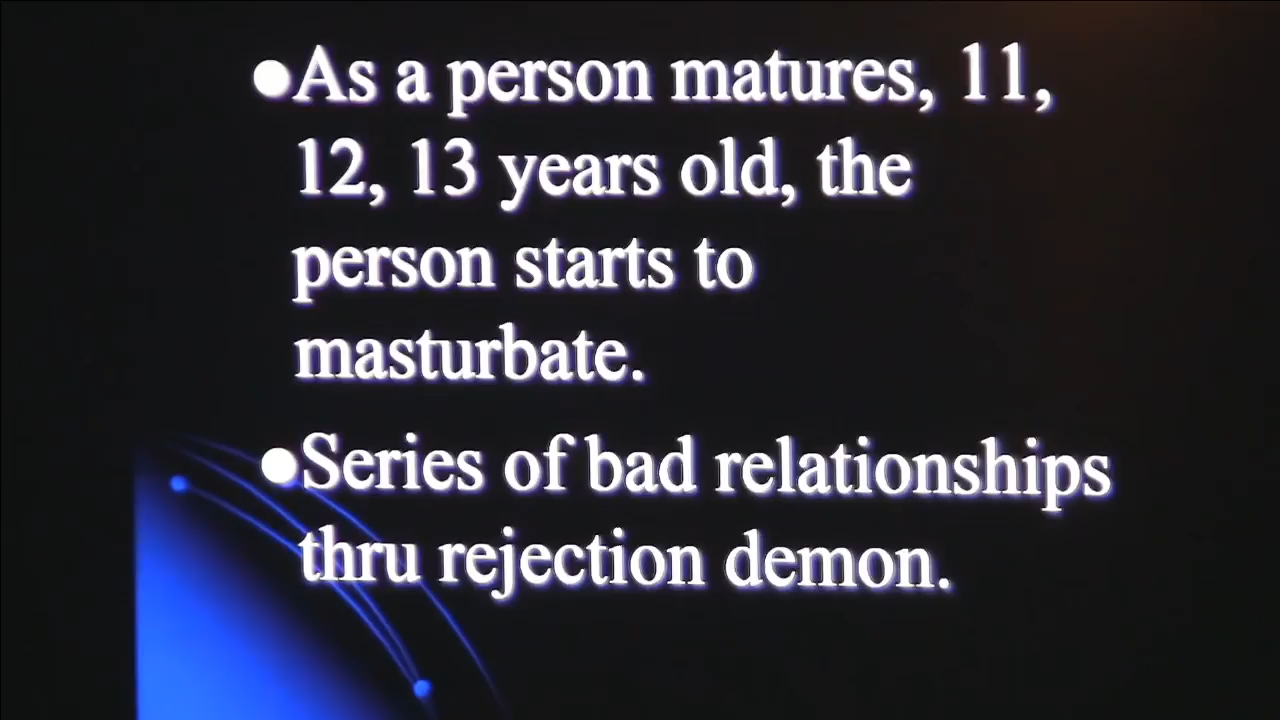 ●As a person matures, 11,
12, 13 years old, the
person starts to
masturbate.
●Series of bad relationships
thru rejection demon.